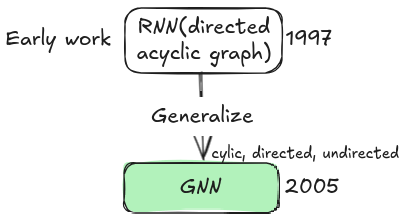 Early work
RNN(directed
acyclic graph)
1997
Generalize
cylic, directed, undirected
GNN
2005